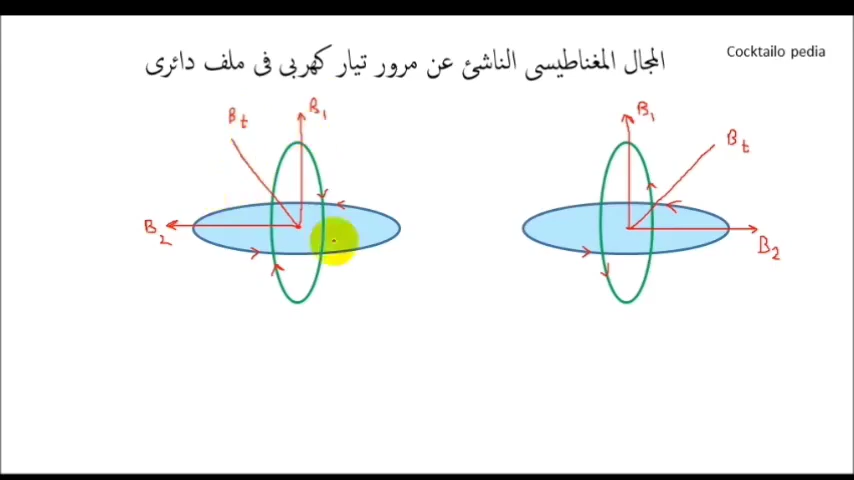 Cocktailo pedia
المجال المغناطيسى الناشئ عن مرور تيار كهربى فى ملف دائرى
B1
Bt
B2
B1
Bt
B2